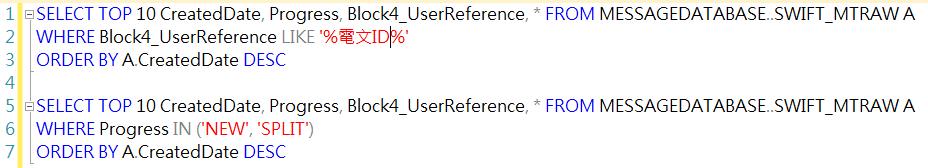 1 SELECT TOP 10 CreatedDate, Progress, Block4_UserReference, * FROM MESSAGEDATABASE..SWIFT_MTRAW A
2 WHERE Block4_UserReference LIKE '%電文ID%'
3 ORDER BY A.CreatedDate DESC
4
5 SELECT TOP 10 CreatedDate, Progress, Block4_UserReference, * FROM MESSAGEDATABASE..SWIFT_MTRAW A
6 WHERE Progress IN ('NEW', 'SPLIT')
7 ORDER BY A.CreatedDate DESC